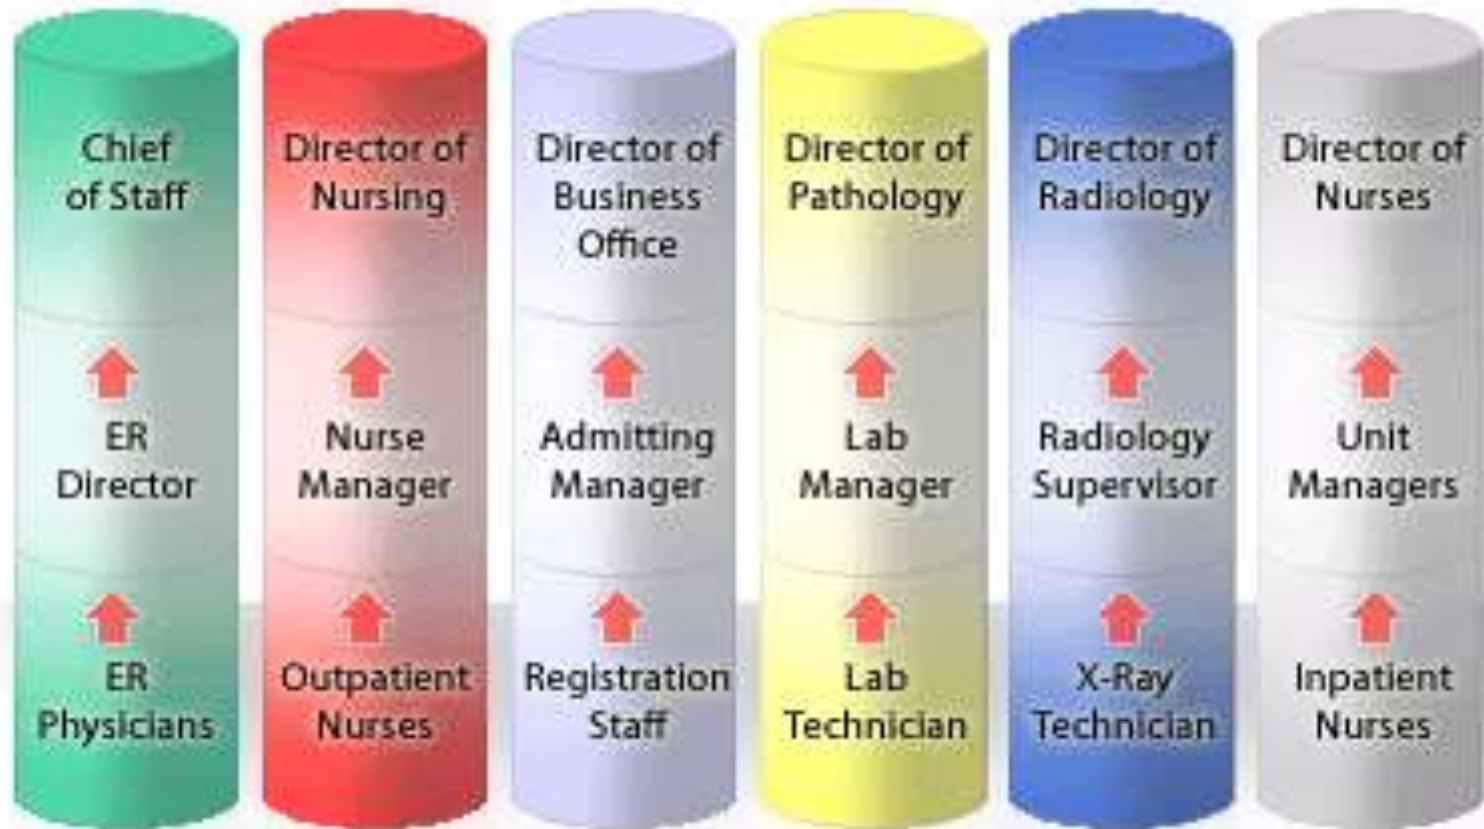 Chief
of Staff
ER
Director
ER
Physicians
Director of
Nursing
Nurse
Manager
Outpatient
Nurses
Director of
Business
Office
Admitting
Manager
Registration
Staff
Director of
Pathology
Lab
Manager
Lab
Technician
Director of
Radiology
Radiology
Supervisor
X-Ray
Technician
Director of
Nurses
Unit
Managers
Inpatient
Nurses